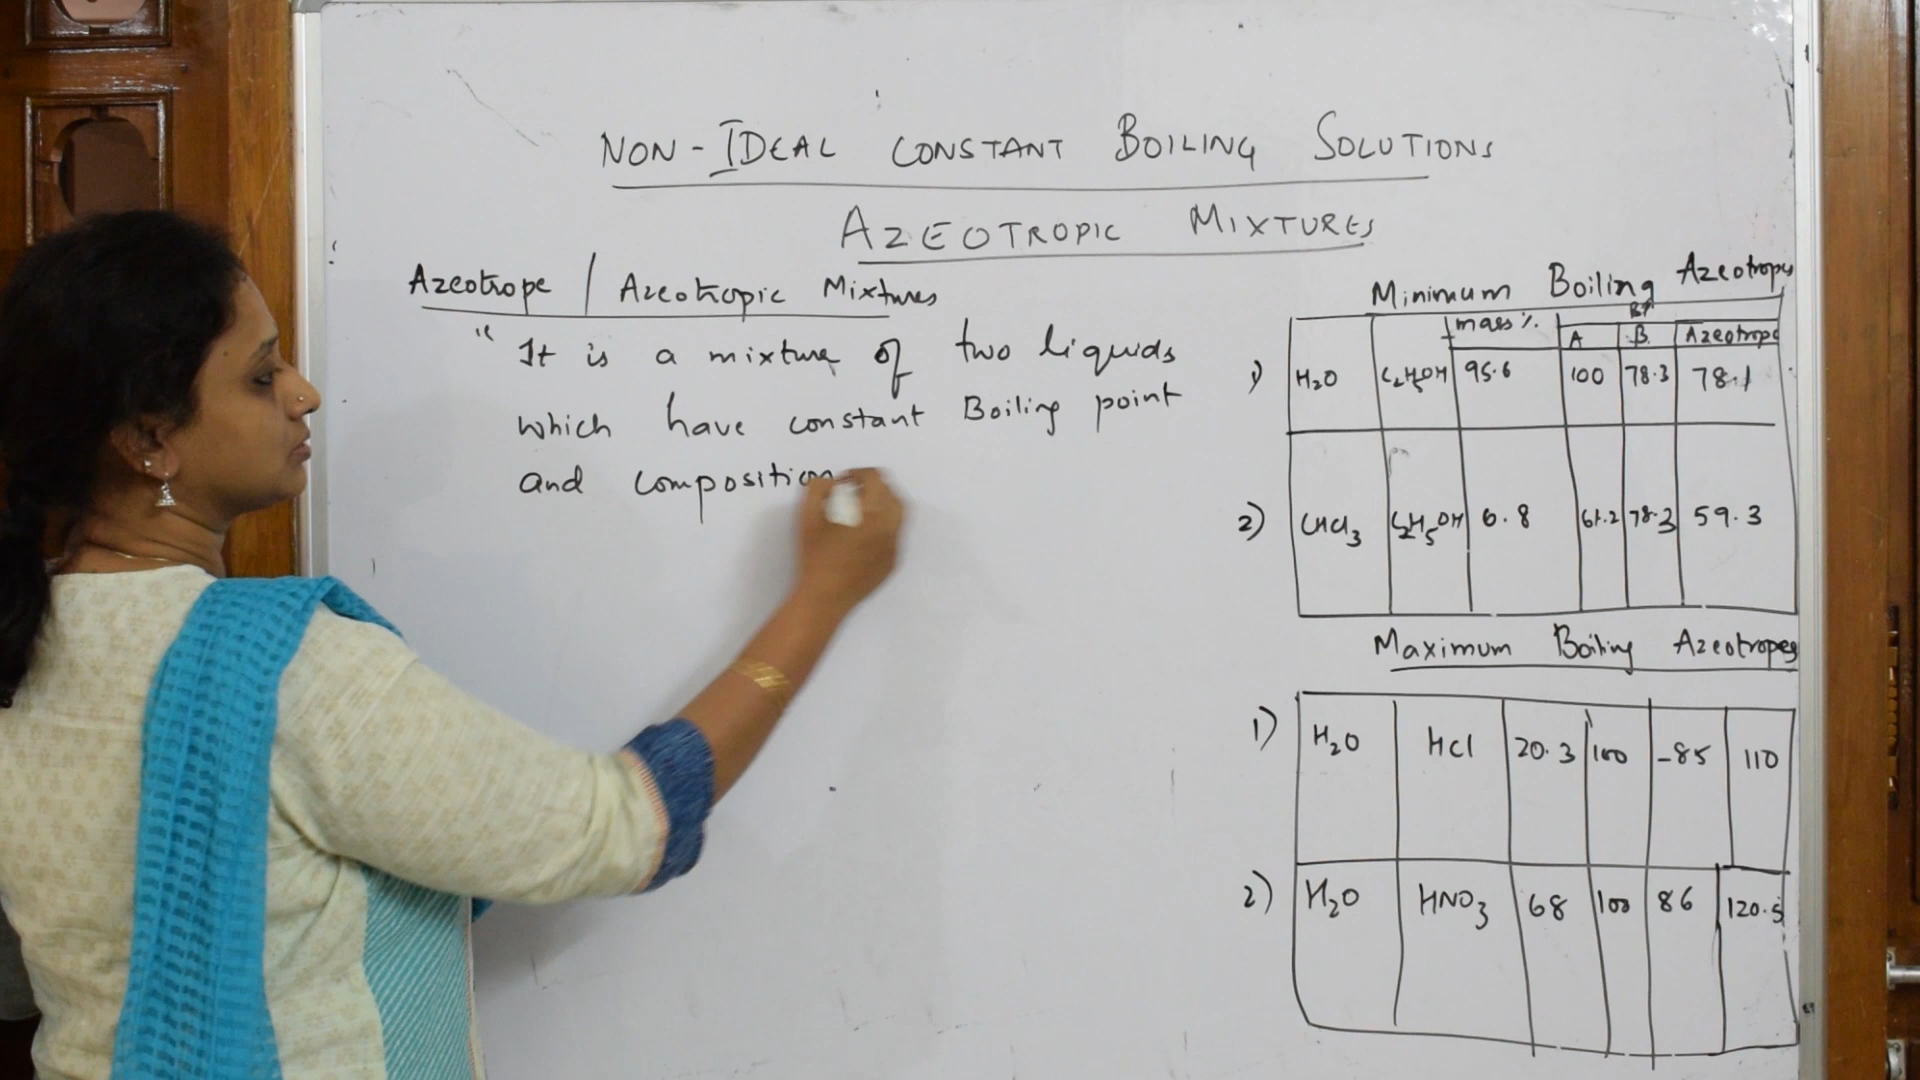 NON-IDEAL CONSTANT BOILING SOLUTIONS
AZEOTROPIC MIXTURES
Azeotrope / Azeotropic Mixtures
" It is a mixture of two liquids
which have constant Boiling point
and composition
Minimum Boiling Azeotropes
mass % BP
A B Azeotrope
1) H2O C2H5OH 95.6 100 78.3 78.1
2) CHCl3 C2H5OH 6.8 61.2 78.3 59.3
Maximum Boiling Azeotropes
1) H2O HCl 20.3 100 -85 110
2) H2O HNO3 68 100 86 120.5